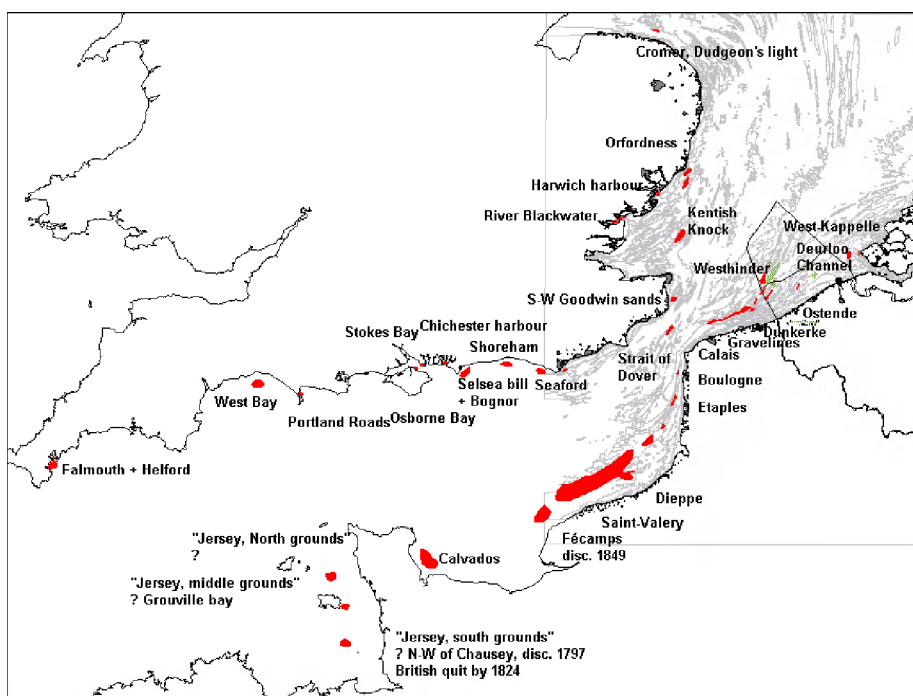 Cromer, Dudgeon's light
Orfordness
Harwich harbour
River Blackwater
Kentish
Knock
West-Kappelle
Deurloo
Channel
Westhinder
S-W Goodwin sands
Ostende
Dunkerke
Gravelines
Calais
Strait of
Dover
Boulogne
Etaples
Stokes Bay
Chichester harbour
Shoreham
Selsea bill
+ Bognor
Seaford
West Bay
Portland Roads
Osborne Bay
Falmouth + Helford
Dieppe
Saint-Valery
Fécamps
disc. 1849
Calvados
"Jersey, North grounds"
?
"Jersey, middle grounds"
? Grouville bay
"Jersey, south grounds"
? N-W of Chausey, disc. 1797
British quit by 1824